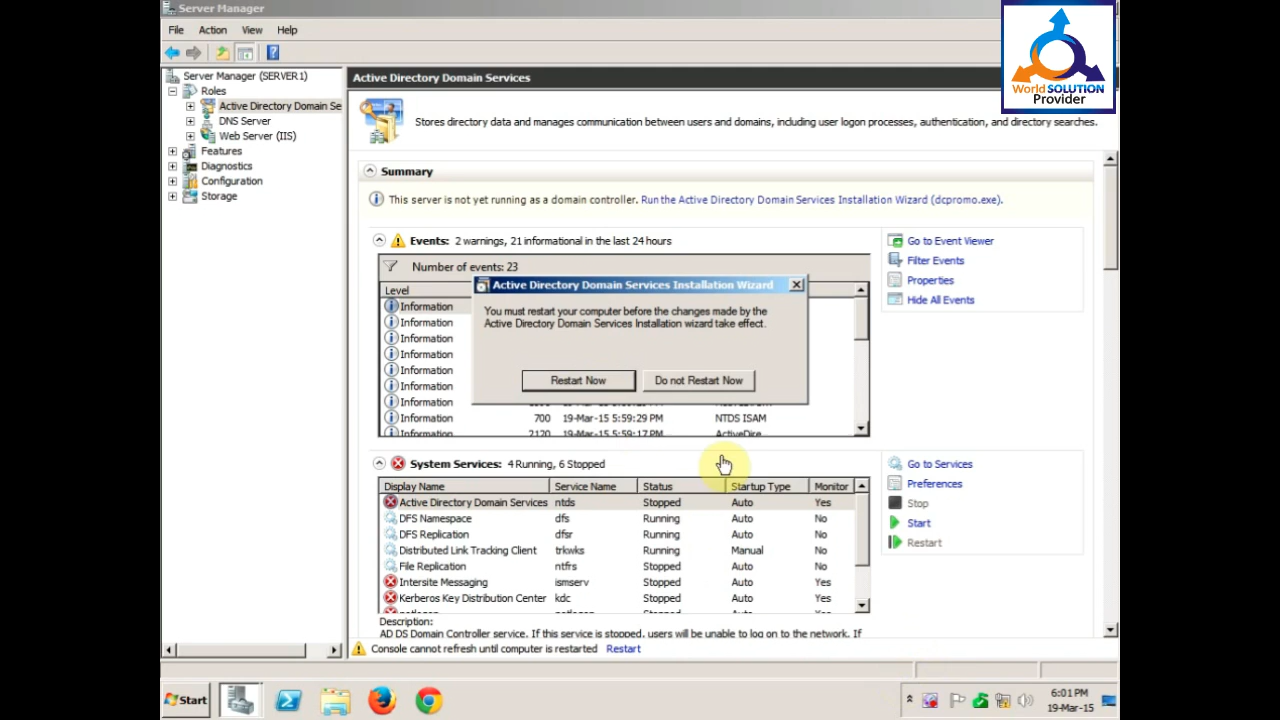 Server Manager
File Action View Help
World SOLUTION
Provider
Server Manager (SERVER1)
Roles
Active Directory Domain Se
DNS Server
Web Server (IIS)
Features
Diagnostics
Configuration
Storage
Active Directory Domain Services
Stores directory data and manages communication between users and domains, including user logon processes, authentication, and directory searches.
Summary
This server is not yet running as a domain controller. Run the Active Directory Domain Services Installation Wizard (dcpromo.exe).
Events: 2 warnings, 21 informational in the last 24 hours
Number of events: 23
Level
Information
Information
Information
Information
Information
Information
Information
Information 700 19-Mar-15 5:59:29 PM NTDS ISAM
Information 2120 19-Mar-15 5:59:17 PM ActiveDire...
Go to Event Viewer
Filter Events
Properties
Hide All Events
Active Directory Domain Services Installation Wizard
You must restart your computer before the changes made by the
Active Directory Domain Services Installation wizard take effect.
Restart Now Do not Restart Now
System Services: 4 Running, 6 Stopped
Display Name Service Name Status Startup Type Monitor
Active Directory Domain Services ntds Stopped Auto Yes
DFS Namespace dfs Running Auto No
DFS Replication dfsr Running Auto No
Distributed Link Tracking Client trkwks Running Manual No
File Replication ntfrs Stopped Auto No
Intersite Messaging ismserv Stopped Auto Yes
Kerberos Key Distribution Center kdc Stopped Auto Yes
Go to Services
Preferences
Stop
Start
Restart
Description:
AD DS Domain Controller service. If this service is stopped, users will be unable to log on to the network. If
Console cannot refresh until computer is restarted Restart
Start
6:01 PM
19-Mar-15